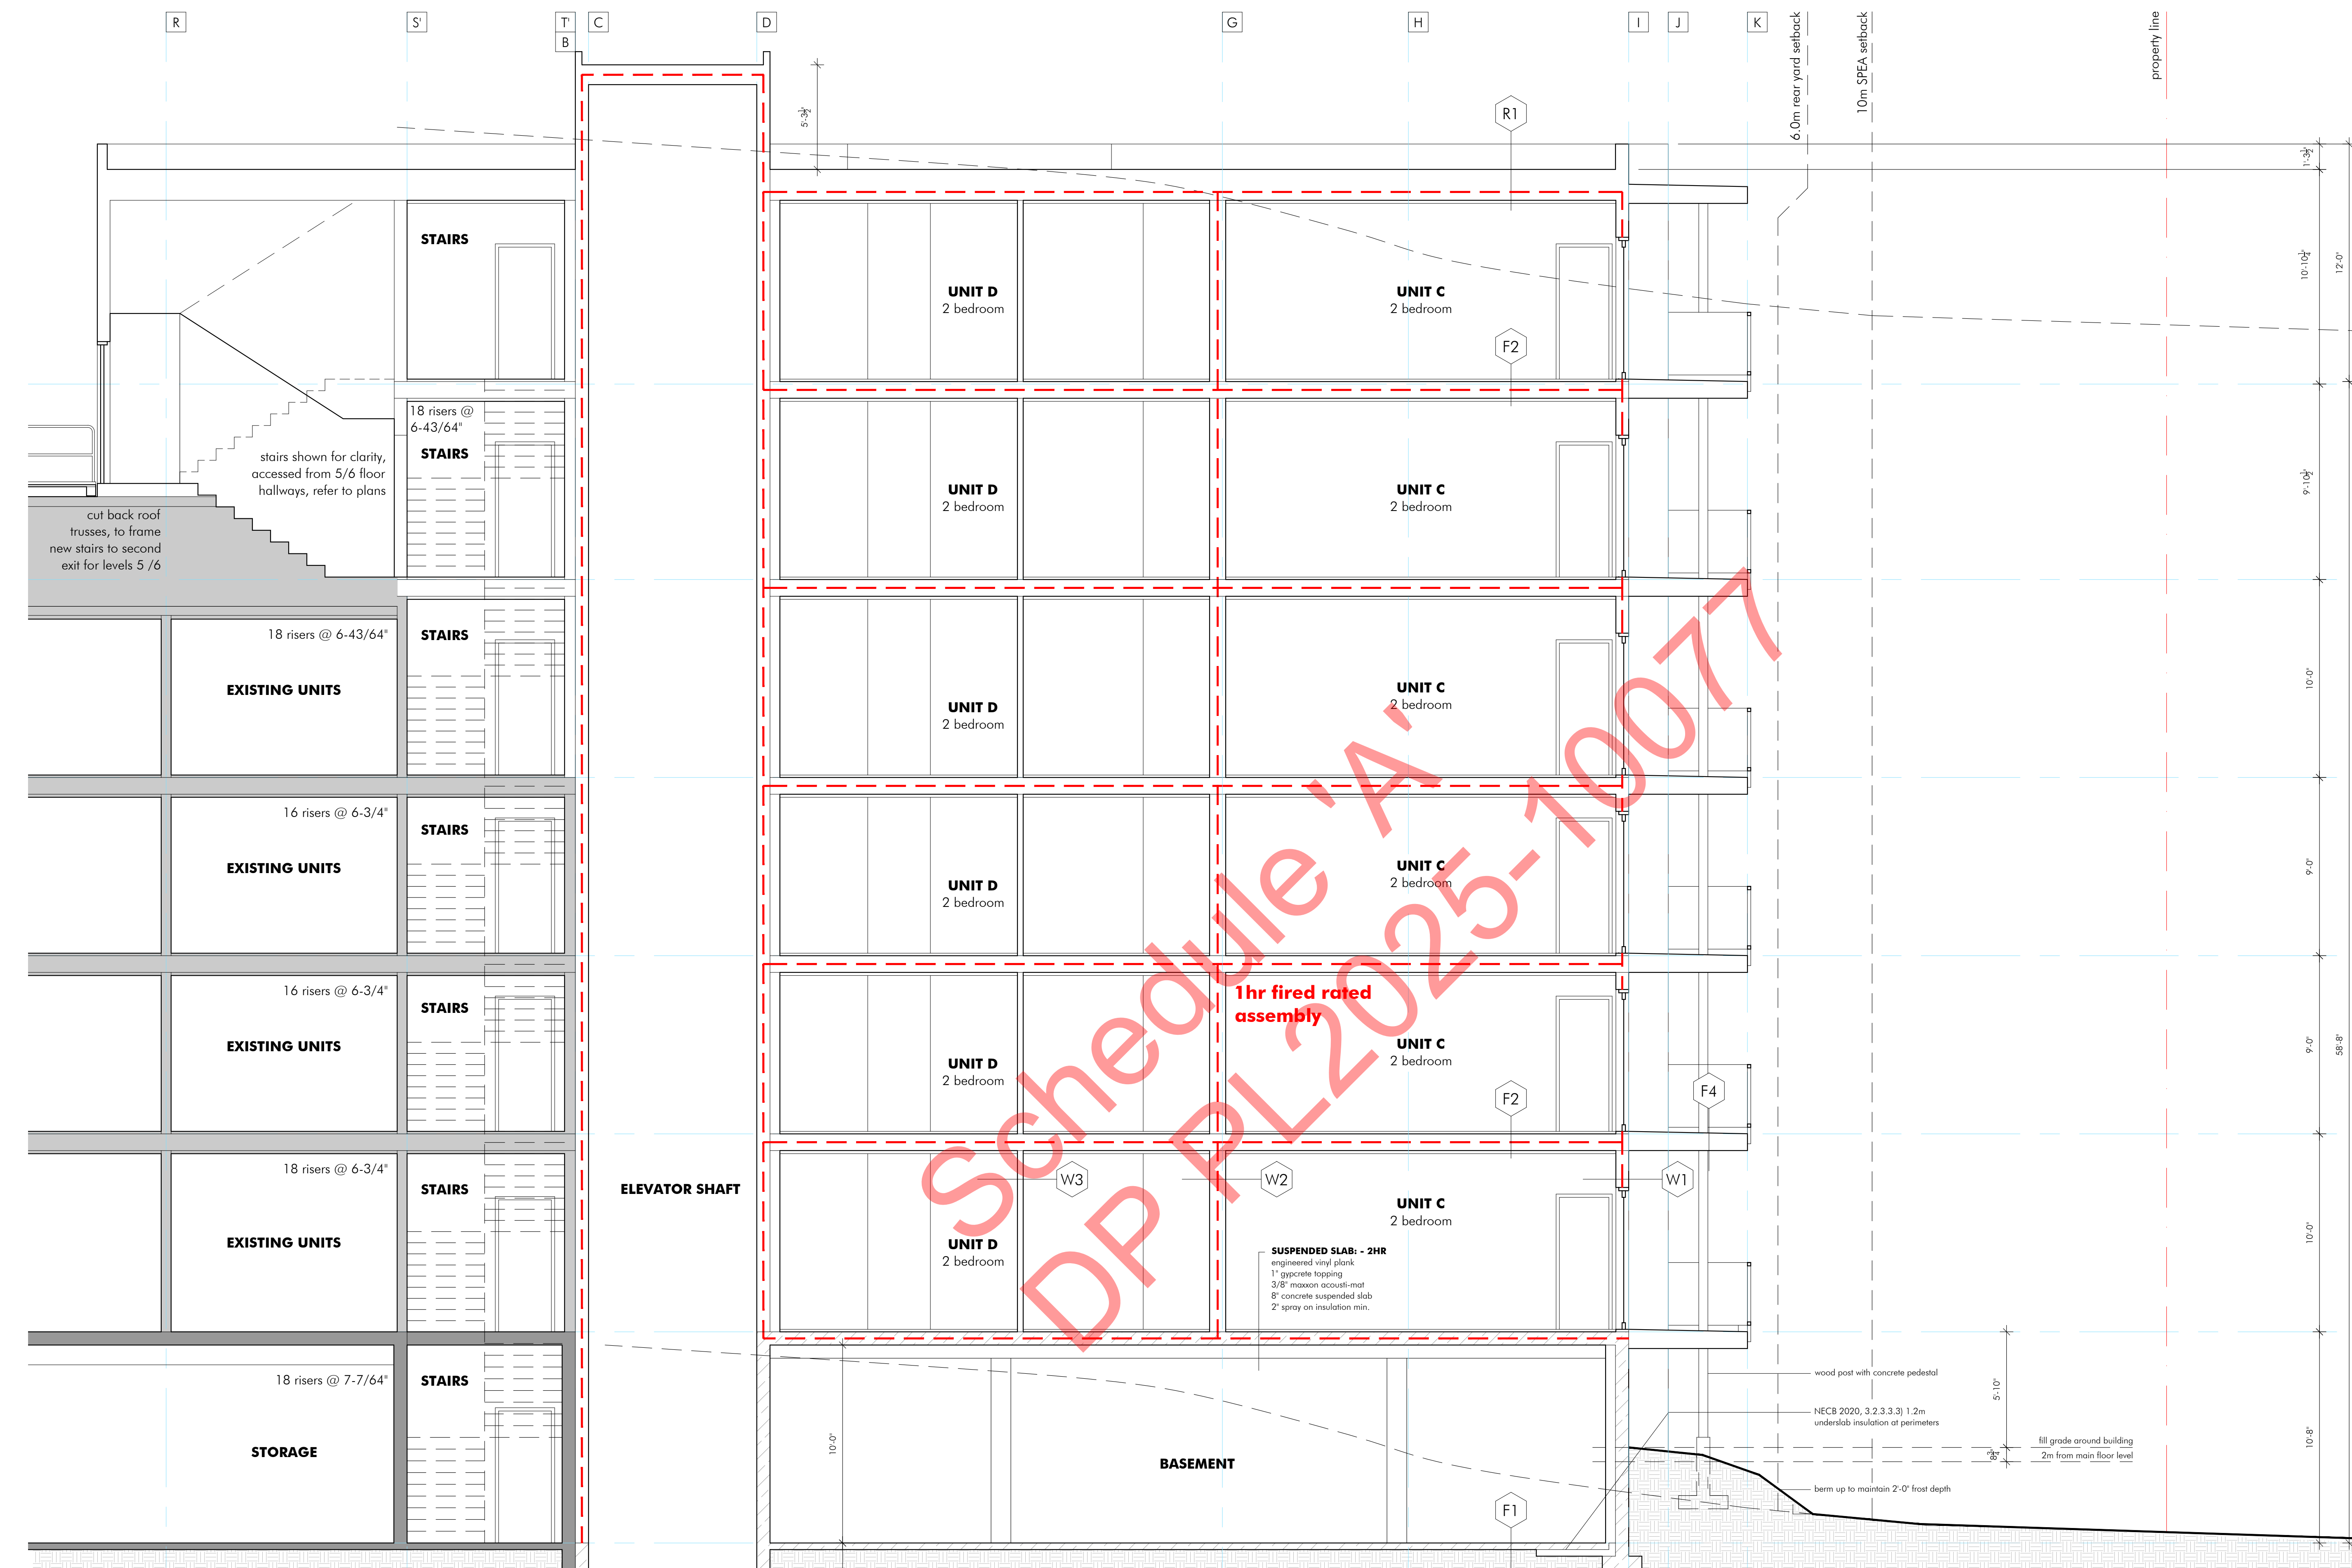 R
S'
T'
B
C
D
G
H
I
J
K
6.0m rear yard setback
10m SPEA setback
property line
5'-3½"
R1
1'-3½"
STAIRS
UNIT D
2 bedroom
UNIT C
2 bedroom
10'-10¼"
12'-0"
F2
18 risers @
6-43/64"
STAIRS
stairs shown for clarity,
accessed from 5/6 floor
hallways, refer to plans
cut back roof
trusses, to frame
new stairs to second
exit for levels 5 /6
UNIT D
2 bedroom
UNIT C
2 bedroom
9'-10½"
18 risers @ 6-43/64"
STAIRS
EXISTING UNITS
UNIT D
2 bedroom
UNIT C
2 bedroom
10'-0"
16 risers @ 6-3/4"
STAIRS
EXISTING UNITS
UNIT D
2 bedroom
UNIT C
2 bedroom
9'-0"
16 risers @ 6-3/4"
STAIRS
EXISTING UNITS
1hr fired rated
assembly
UNIT D
2 bedroom
UNIT C
2 bedroom
9'-0"
58'-8"
F2
F4
18 risers @ 6-3/4"
STAIRS
EXISTING UNITS
ELEVATOR SHAFT
W3
W2
W1
UNIT D
2 bedroom
UNIT C
2 bedroom
10'-0"
SUSPENDED SLAB: - 2HR
engineered vinyl plank
1" gypcrete topping
3/8" maxxon acousti-mat
8" concrete suspended slab
2" spray on insulation min.
18 risers @ 7-7/64"
STAIRS
STORAGE
10'-0"
BASEMENT
F1
wood post with concrete pedestal
NECB 2020, 3.2.3.3.3) 1.2m
underslab insulation at perimeters
5'-10"
8¾"
fill grade around building
2m from main floor level
berm up to maintain 2'-0" frost depth
10'-8"
Schedule 'A'
DP PL2025-10077